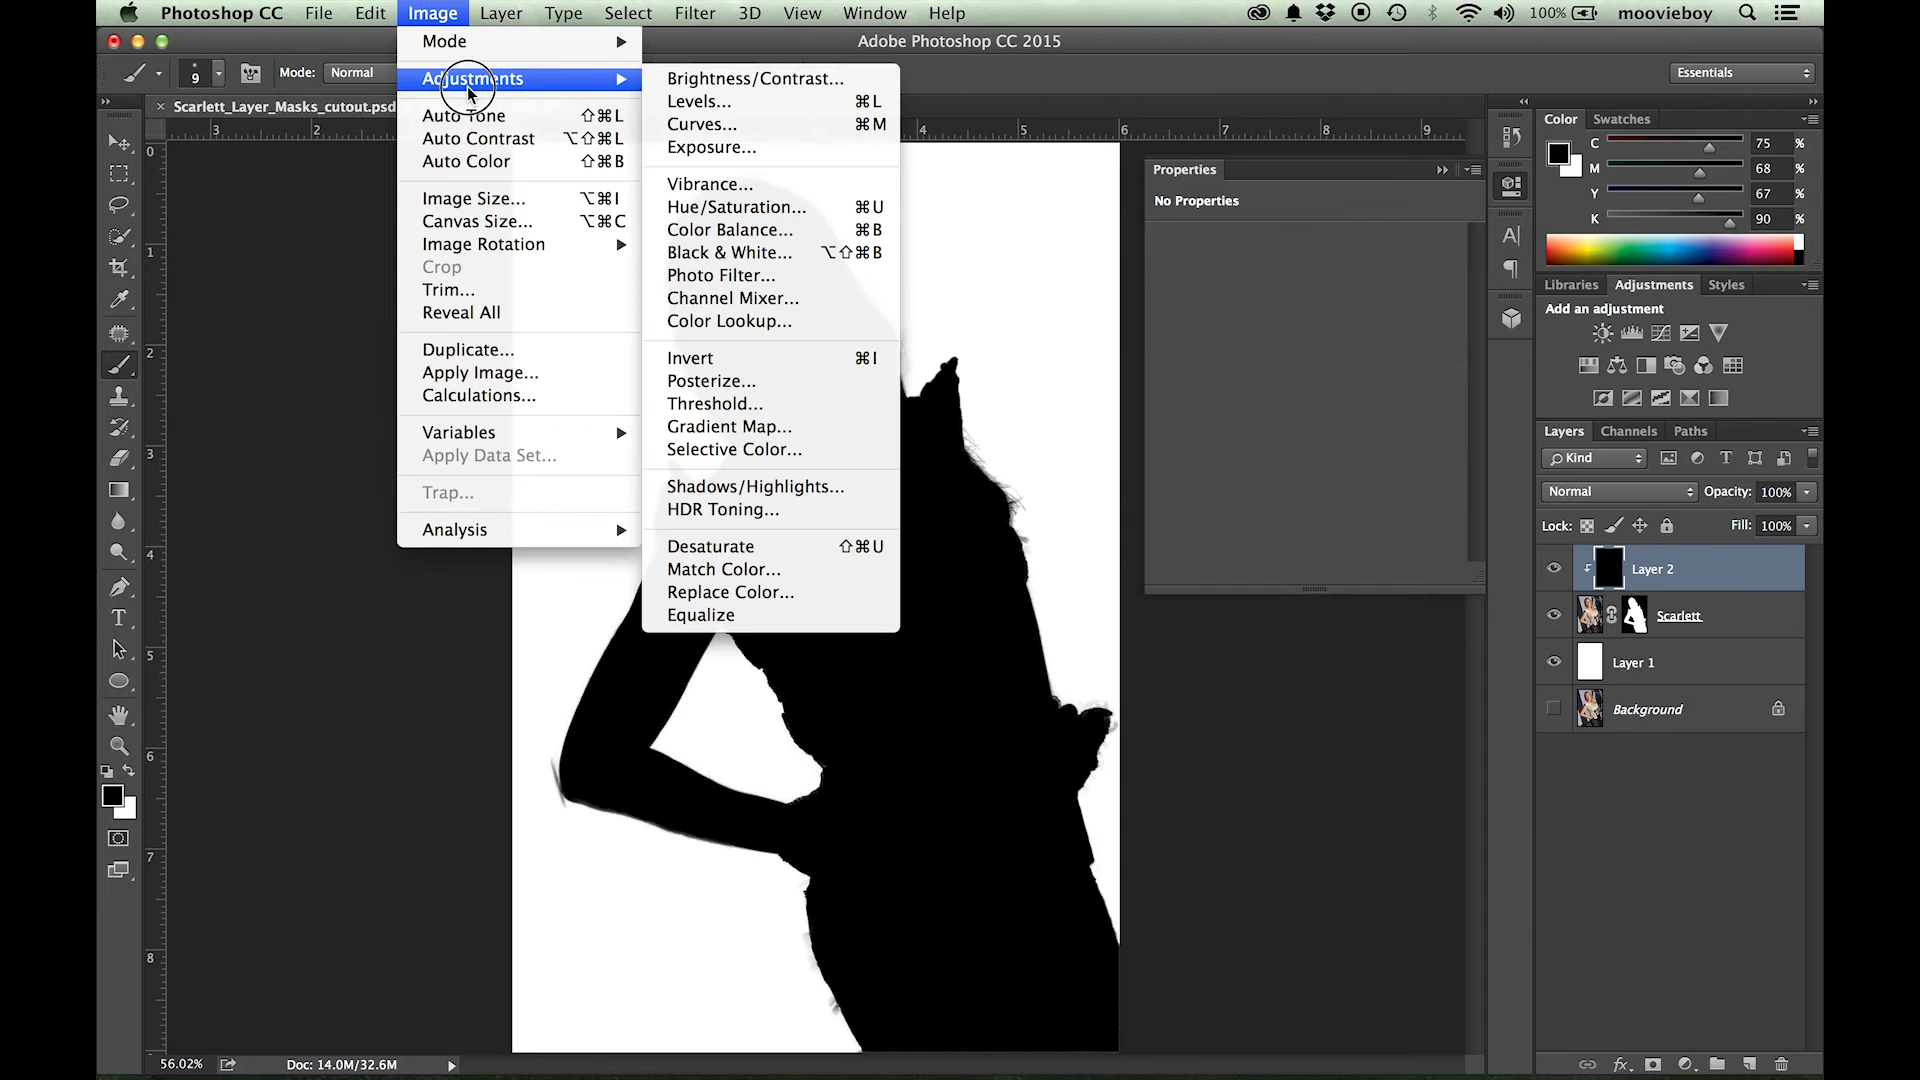 Photoshop CC File Edit Image Layer Type Select Filter 3D View Window Help 100% moovieboy
Adobe Photoshop CC 2015
9 Mode: Normal Essentials
× Scarlett_Layer_Masks_cutout.psd
Mode
Adjustments
Auto Tone ⇧⌘L
Auto Contrast ⌥⇧⌘L
Auto Color ⇧⌘B
Image Size... ⌥⌘I
Canvas Size... ⌥⌘C
Image Rotation
Crop
Trim...
Reveal All
Duplicate...
Apply Image...
Calculations...
Variables
Apply Data Set...
Trap...
Analysis
Brightness/Contrast...
Levels... ⌘L
Curves... ⌘M
Exposure...
Vibrance...
Hue/Saturation... ⌘U
Color Balance... ⌘B
Black & White... ⌥⇧⌘B
Photo Filter...
Channel Mixer...
Color Lookup...
Invert ⌘I
Posterize...
Threshold...
Gradient Map...
Selective Color...
Shadows/Highlights...
HDR Toning...
Desaturate ⇧⌘U
Match Color...
Replace Color...
Equalize
3 2 4 5 6 7 8 9
0
1
2
3
4
5
6
7
8
Properties
No Properties
Color Swatches
C 75 %
M 68 %
Y 67 %
K 90 %
Libraries Adjustments Styles
Add an adjustment
Layers Channels Paths
Kind
Normal Opacity: 100%
Lock: Fill: 100%
Layer 2
Scarlett
Layer 1
Background
56.02% Doc: 14.0M/32.6M